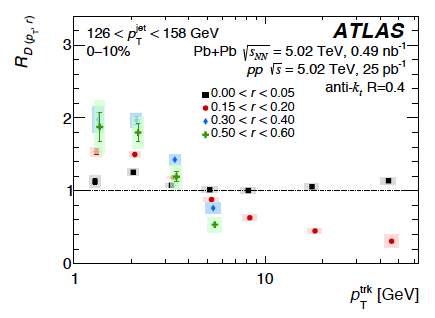 126 < p_T^jet < 158 GeV ATLAS
0–10% Pb+Pb √s_NN = 5.02 TeV, 0.49 nb⁻¹
pp √s = 5.02 TeV, 25 pb⁻¹
anti-k_t R=0.4
0.00 < r < 0.05
0.15 < r < 0.20
0.30 < r < 0.40
0.50 < r < 0.60
R_D (p_T, r)
3
2
1
0
1 10
p_T^trk [GeV]